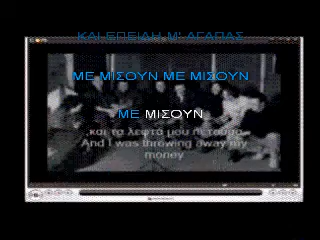 ΚΑΙ ΕΠΕΙΔΗ Μ' ΑΓΑΠΑΣ
ΜΕ ΜΙΣΟΥΝ ΜΕ ΜΙΣΟΥΝ
ΜΕ ΜΙΣΟΥΝ
,και τα λεφτά μου πετούσα
And I was throwing away my
money